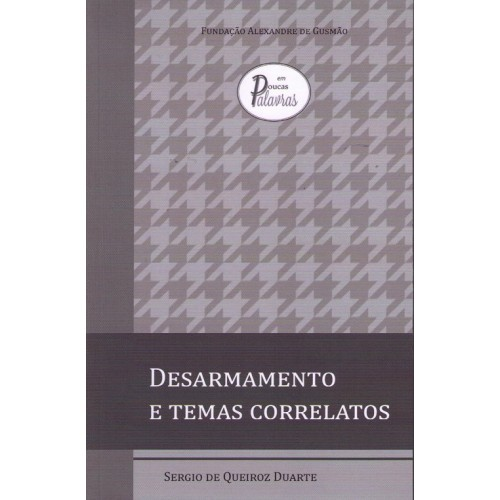 Fundação Alexandre de Gusmão
em
Poucas
Palavras
Desarmamento
e temas correlatos
Sergio de Queiroz Duarte